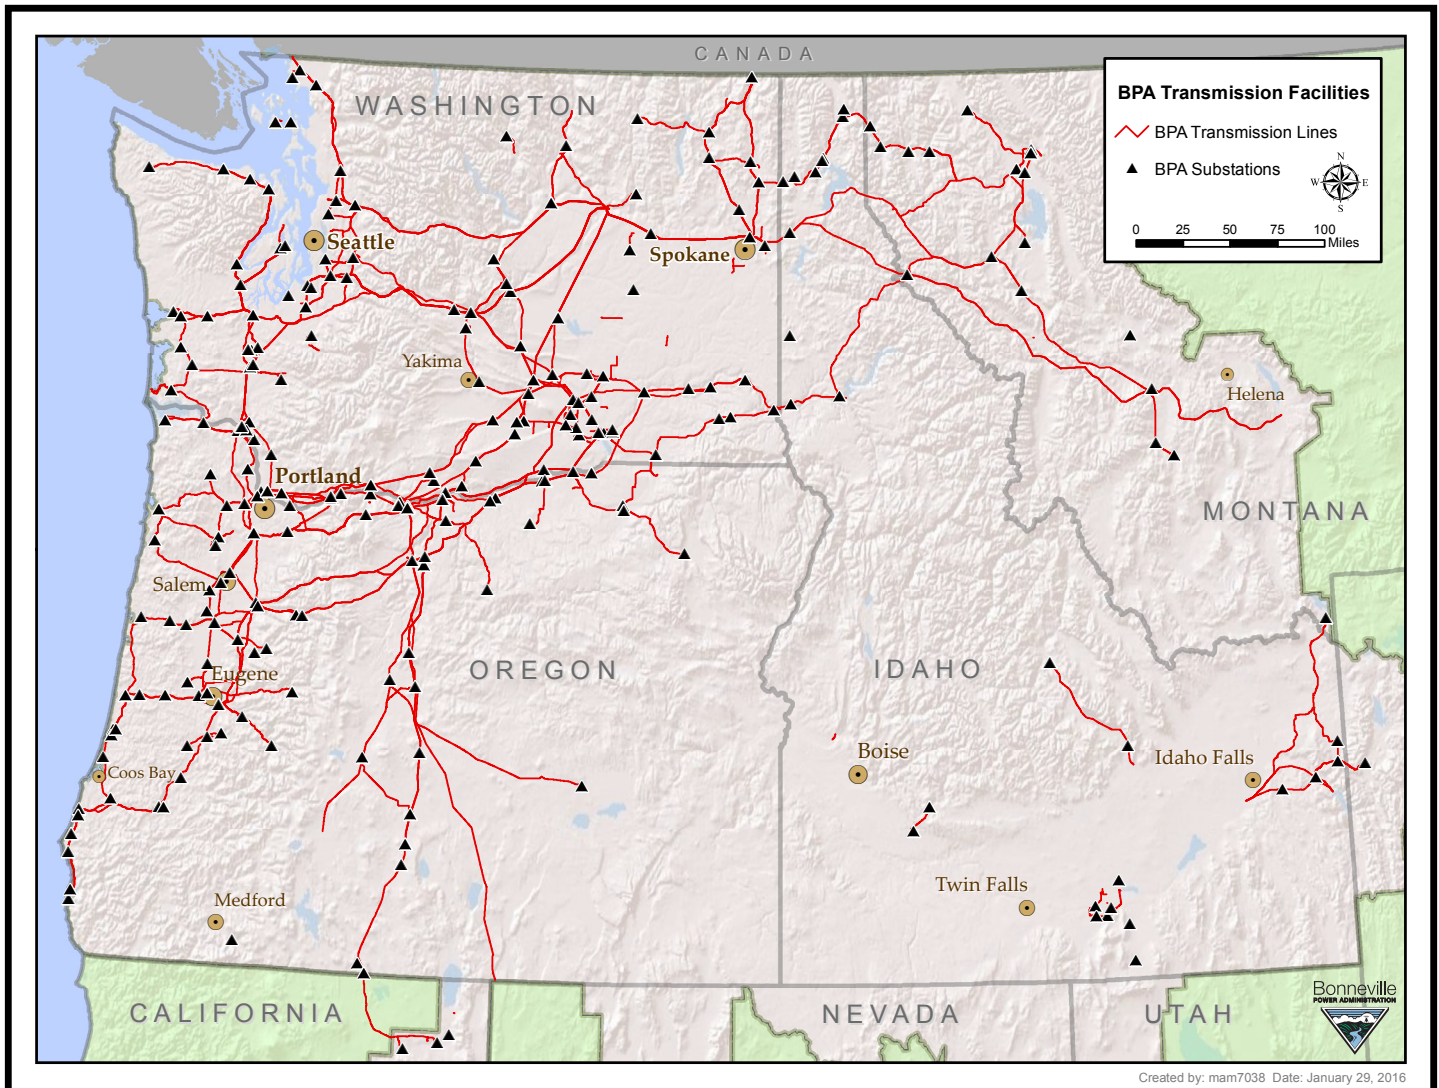 CANADA
WASHINGTON
BPA Transmission Facilities
BPA Transmission Lines
BPA Substations
N
W E
S
0 25 50 75 100
Miles
Seattle
Spokane
Yakima
Helena
Portland
MONTANA
Salem
OREGON
IDAHO
Eugene
Boise
Idaho Falls
Coos Bay
Twin Falls
Medford
Bonneville
POWER ADMINISTRATION
CALIFORNIA
NEVADA
UTAH
Created by: mam7038 Date: January 29, 2016